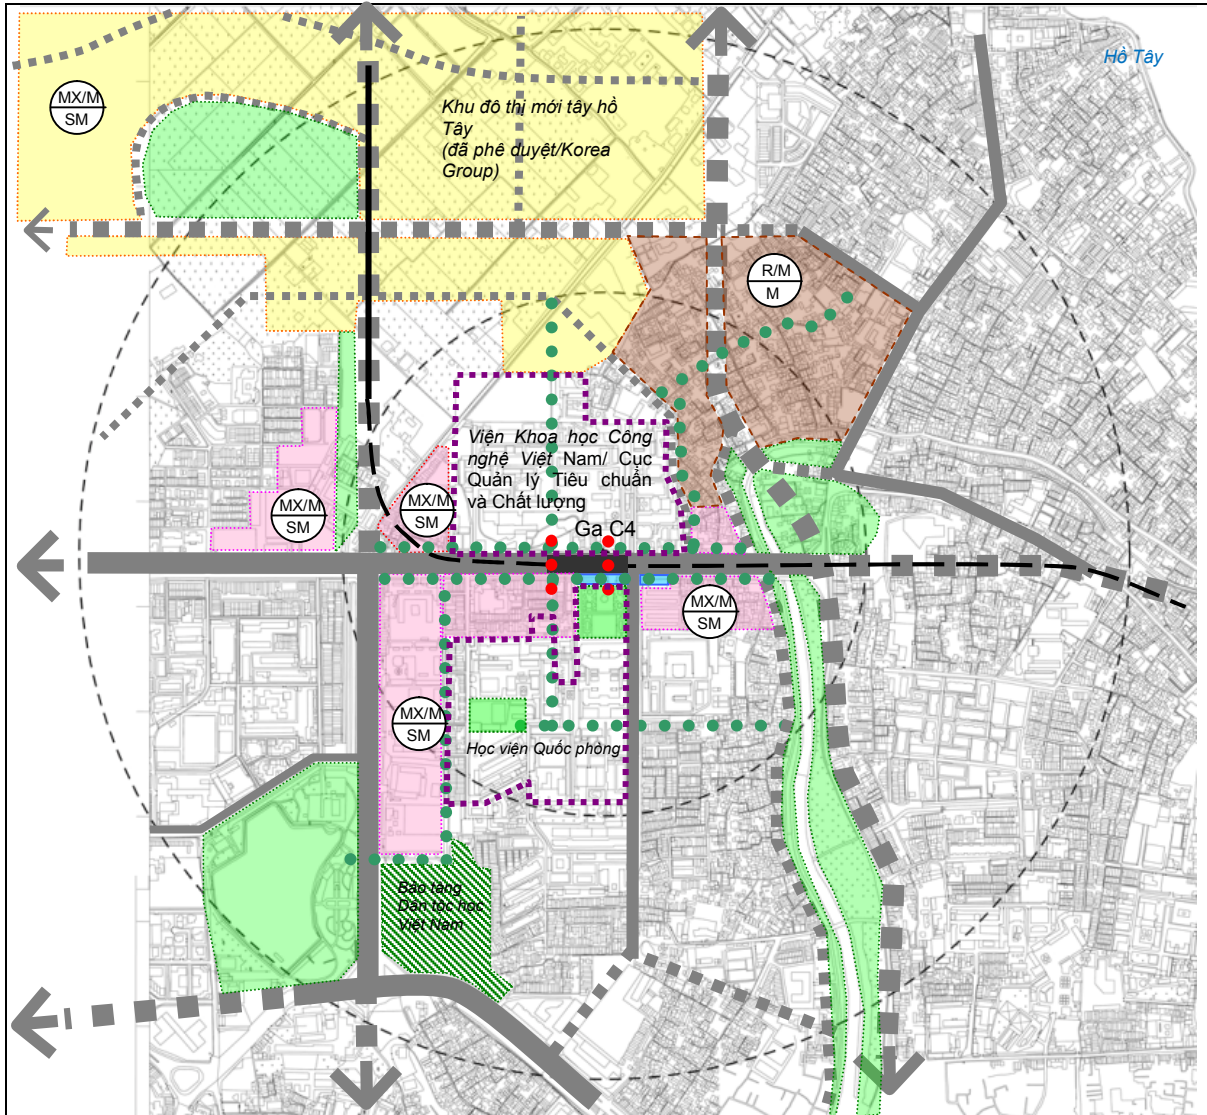 Hồ Tây
MX/M
SM
Khu đô thị mới tây hồ
Tây
(đã phê duyệt/Korea
Group)
R/M
M
Viện Khoa học Công
nghệ Việt Nam/ Cục
Quản lý Tiêu chuẩn
và Chất lượng
MX/M
SM
MX/M
SM
Ga C4
MX/M
SM
MX/M
SM
Học viện Quốc phòng
Bảo tàng
Dân tộc học
Việt Nam